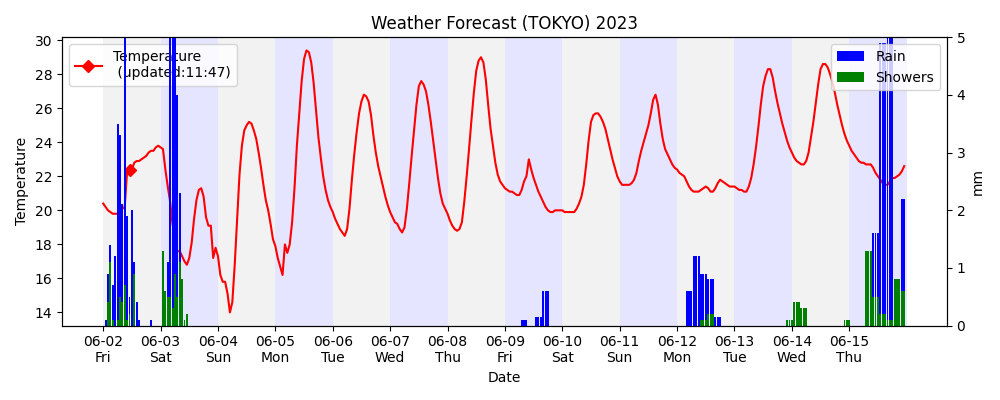 Weather Forecast (TOKYO) 2023
Temperature
(updated:11:47)
Rain
Showers
Temperature
30
28
26
24
22
20
18
16
14
5
4
3
2
1
0
mm
06-02 06-03 06-04 06-05 06-06 06-07 06-08 06-09 06-10 06-11 06-12 06-13 06-14 06-15
Fri Sat Sun Mon Tue Wed Thu Fri Sat Sun Mon Tue Wed Thu
Date